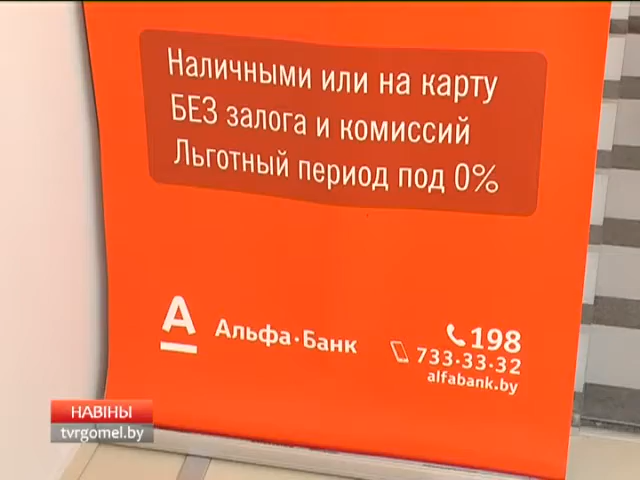 Наличными или на карту
БЕЗ залога и комиссий
Льготный период под 0%
А
Альфа·Банк
198
733·33·32
alfabank.by
НАВІНЫ
tvrgomel.by